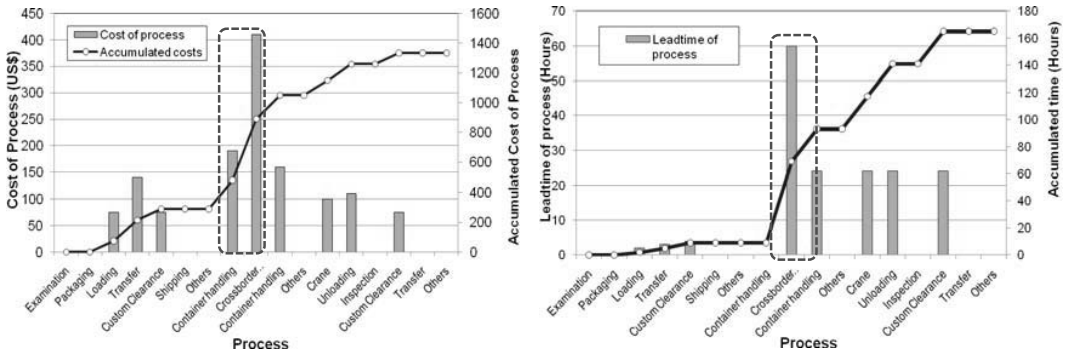 Cost of Process (US$)
450
400
350
300
250
200
150
100
50
0
Cost of process
Accumulated costs
1600
1400
1200
1000
800
600
400
200
0
Accumulated Cost of Process
Examination
Packaging
Loading
Transfer
Custom Clearance
Shipping
Others
Container handling
Crossborder...
Container handling
Others
Crane
Unloading
Inspection
Custom Clearance
Transfer
Others
Process
Leadtime of process (Hours)
70
60
50
40
30
20
10
0
Leadtime of
process
180
160
140
120
100
80
60
40
20
0
Accumulated time (Hours)
Examination
Packaging
Loading
Transfer
Custom Clearance
Shipping
Others
Container handling
Crossborder...
Container handling
Others
Crane
Unloading
Inspection
Custom Clearance
Transfer
Others
Process